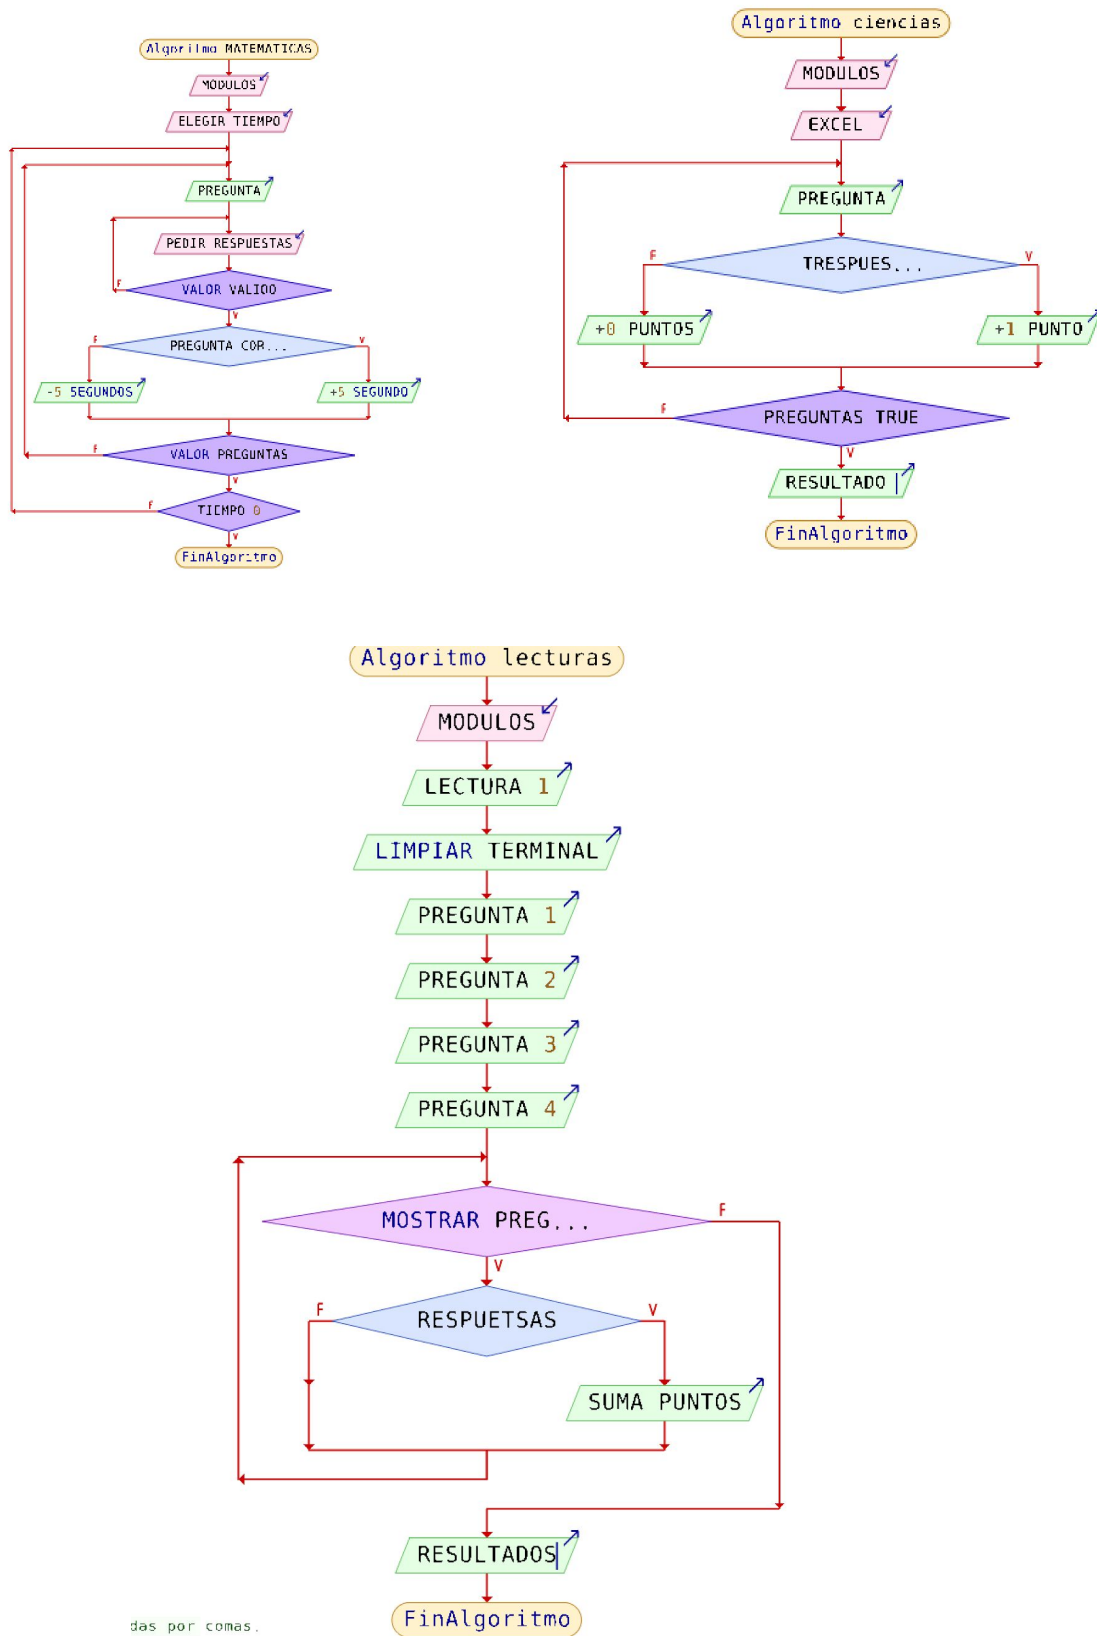 Algoritmo MATEMATICAS
MODULOS
ELEGIR TIEMPO
PREGUNTA
PEDIR RESPUESTAS
VALOR VALIDO
F
V
PREGUNTA COR...
F
V
-5 SEGUNDOS
+5 SEGUNDO
VALOR PREGUNTAS
F
V
TIEMPO 0
F
V
FinAlgoritmo
Algoritmo ciencias
MODULOS
EXCEL
PREGUNTA
TRESPUES...
F
V
+0 PUNTOS
+1 PUNTO
PREGUNTAS TRUE
F
V
RESULTADO
FinAlgoritmo
Algoritmo lecturas
MODULOS
LECTURA 1
LIMPIAR TERMINAL
PREGUNTA 1
PREGUNTA 2
PREGUNTA 3
PREGUNTA 4
MOSTRAR PREG...
F
V
RESPUETSAS
F
V
SUMA PUNTOS
RESULTADOS
FinAlgoritmo
das por comas.